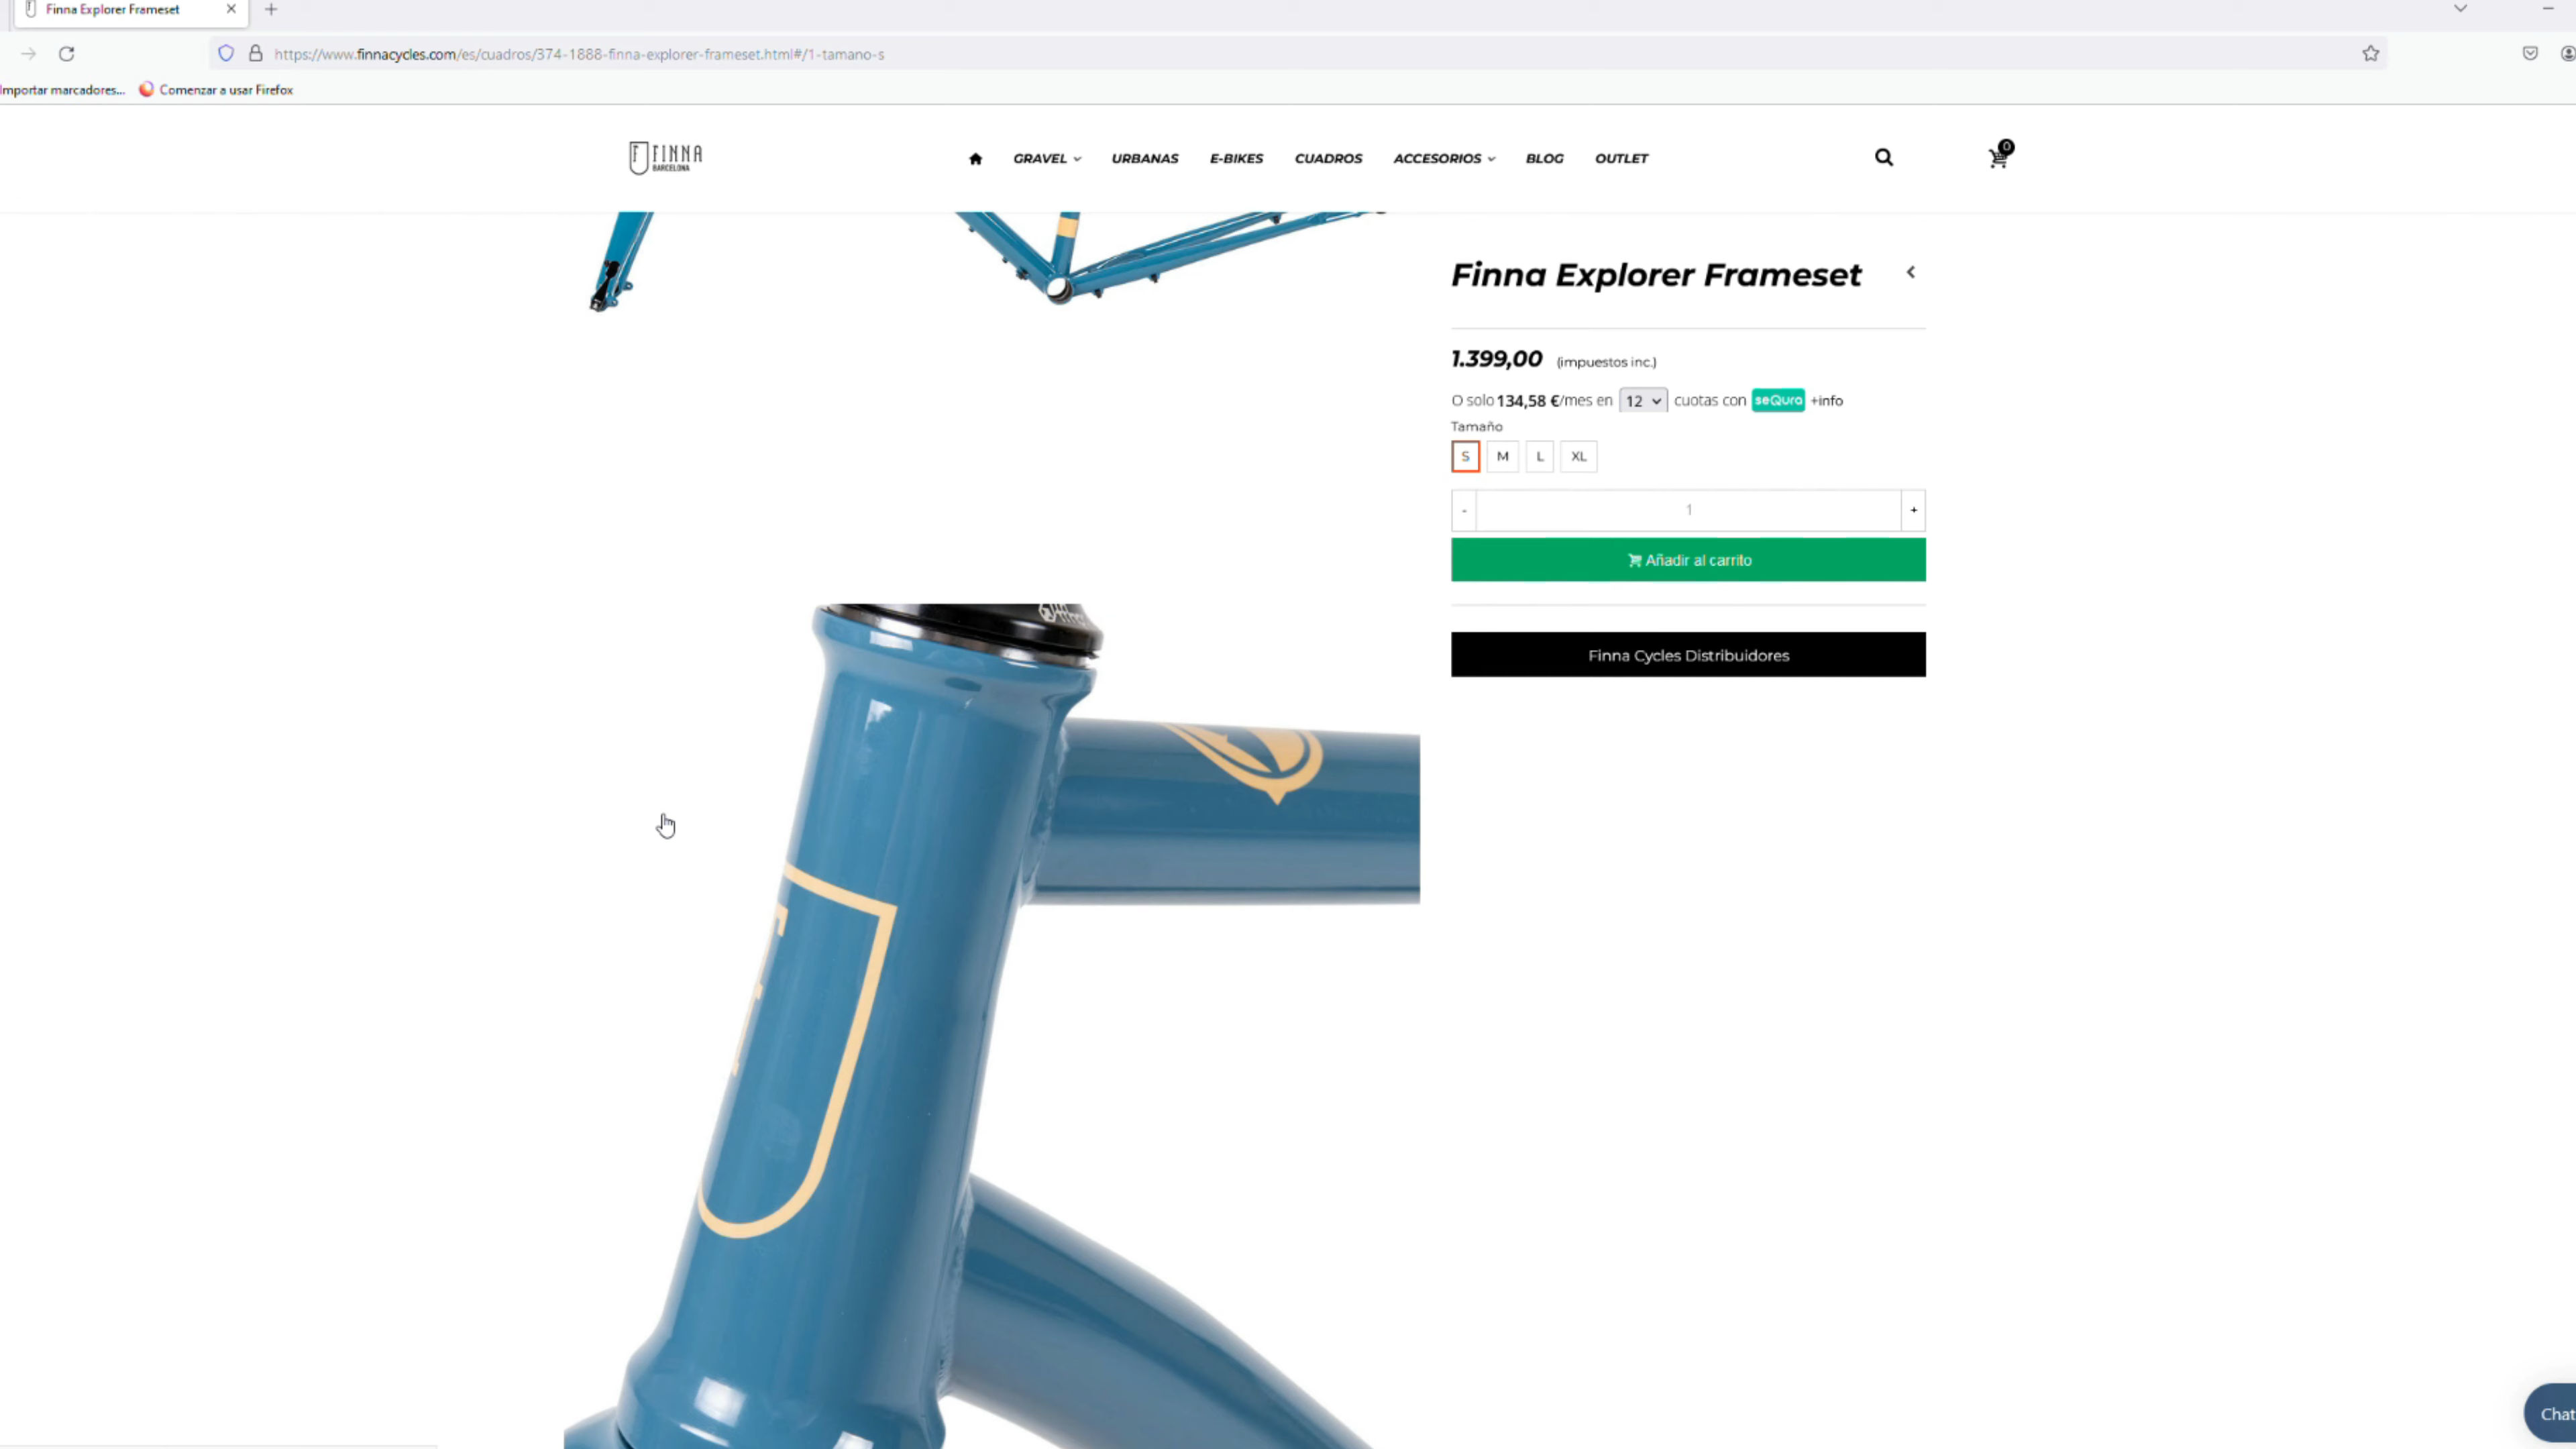 Finna Explorer Frameset
https://www.finnacycles.com/es/cuadros/374-1888-finna-explorer-frameset.html#/1-tamano-s
Importar marcadores... Comenzar a usar Firefox
FINNA
BARCELONA
GRAVEL URBANAS E-BIKES CUADROS ACCESORIOS BLOG OUTLET
0
Finna Explorer Frameset
1.399,00 (impuestos inc.)
O solo 134,58 €/mes en 12 cuotas con seQura +info
Tamaño
S M L XL
- 1 +
Añadir al carrito
Finna Cycles Distribuidores
Chat